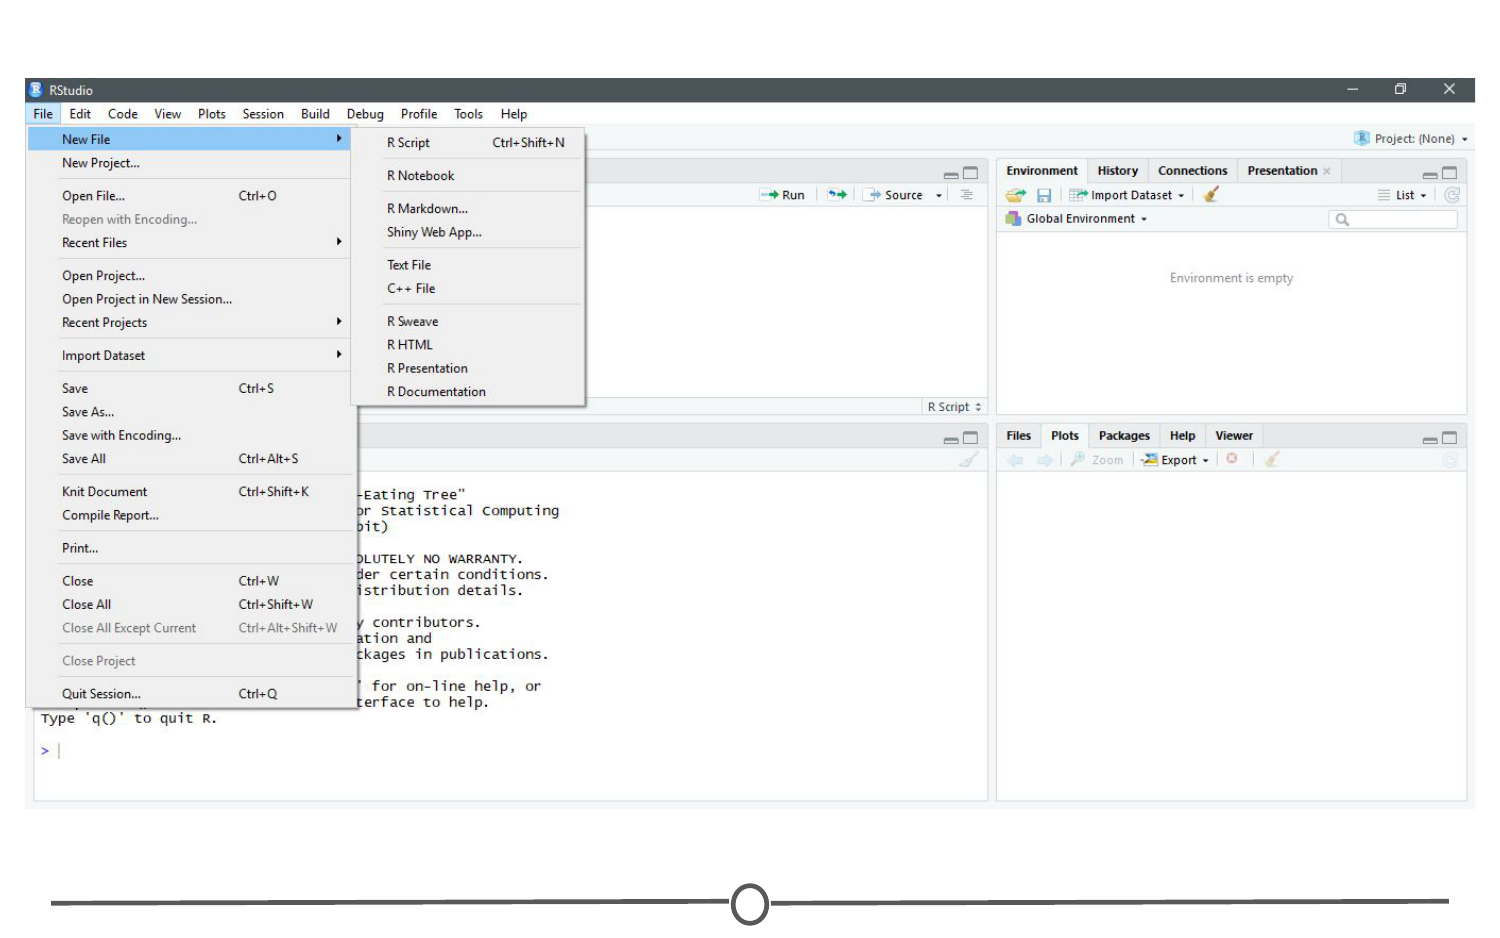 RStudio
File Edit Code View Plots Session Build Debug Profile Tools Help
New File
New Project...
Open File... Ctrl+O
Reopen with Encoding...
Recent Files
Open Project...
Open Project in New Session...
Recent Projects
Import Dataset
Save Ctrl+S
Save As...
Save with Encoding...
Save All Ctrl+Alt+S
Knit Document Ctrl+Shift+K
Compile Report...
Print...
Close Ctrl+W
Close All Ctrl+Shift+W
Close All Except Current Ctrl+Alt+Shift+W
Close Project
Quit Session... Ctrl+Q
R Script Ctrl+Shift+N
R Notebook
R Markdown...
Shiny Web App...
Text File
C++ File
R Sweave
R HTML
R Presentation
R Documentation
Project: (None)
Run Source
R Script
Environment History Connections Presentation
Import Dataset List
Global Environment
Environment is empty
-Eating Tree"
or Statistical Computing
bit)
OLUTELY NO WARRANTY.
der certain conditions.
istribution details.
y contributors.
ation and
ckages in publications.
' for on-line help, or
terface to help.
Type 'q()' to quit R.
>
Files Plots Packages Help Viewer
Zoom Export